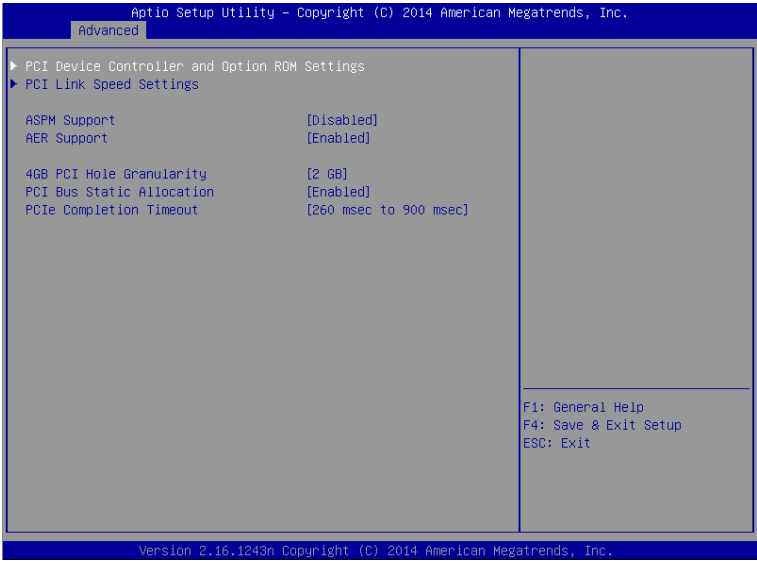 Aptio Setup Utility – Copyright (C) 2014 American Megatrends, Inc.
Advanced
PCI Device Controller and Option ROM Settings
PCI Link Speed Settings
ASPM Support [Disabled]
AER Support [Enabled]
4GB PCI Hole Granularity [2 GB]
PCI Bus Static Allocation [Enabled]
PCIe Completion Timeout [260 msec to 900 msec]
F1: General Help
F4: Save & Exit Setup
ESC: Exit
Version 2.16.1243n Copyright (C) 2014 American Megatrends, Inc.